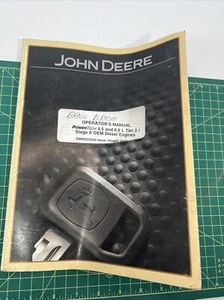 JOHN DEERE
OPERATOR'S MANUAL
POWERTECH 4.5 and 6.8 L Tier 2 /
Stage II OEM Diesel Engines